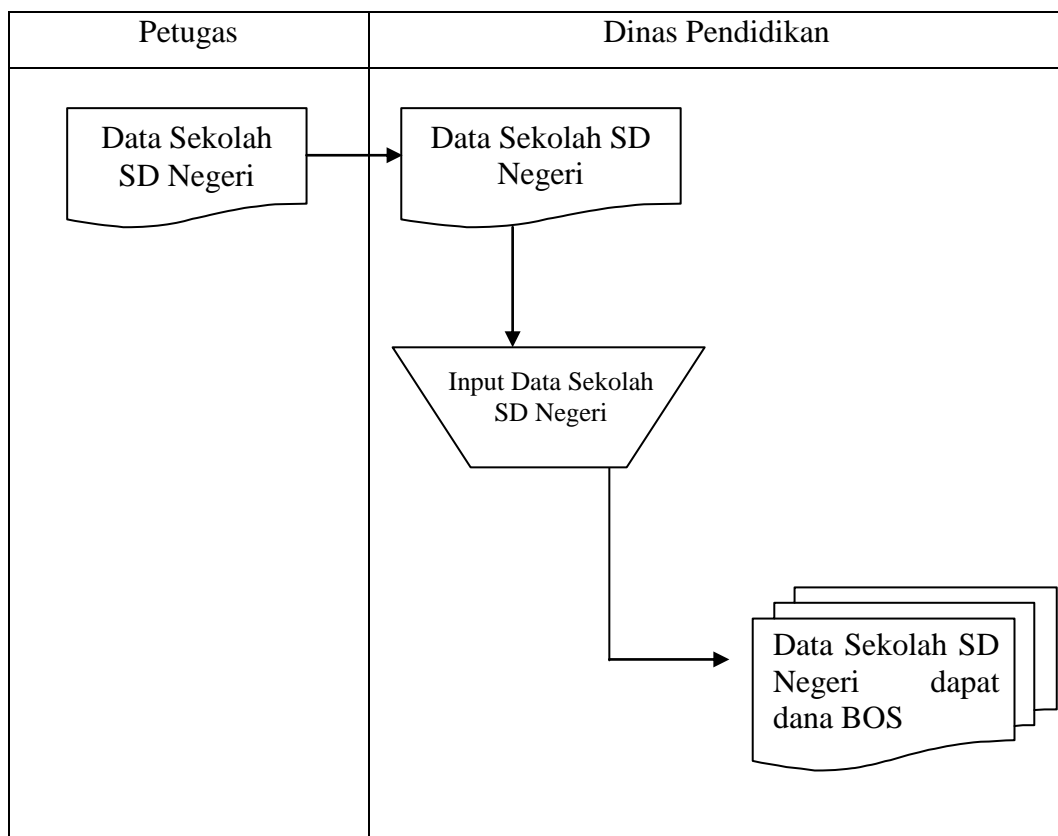 Petugas
Dinas Pendidikan
Data Sekolah
SD Negeri
Data Sekolah SD
Negeri
Input Data Sekolah
SD Negeri
Data Sekolah SD
Negeri dapat
dana BOS